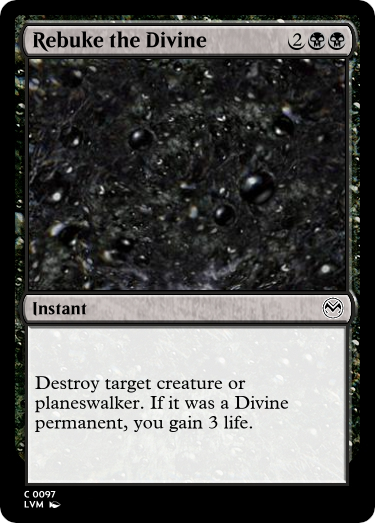 Rebuke the Divine 2
Instant
Destroy target creature or
planeswalker. If it was a Divine
permanent, you gain 3 life.
C 0097
LVM